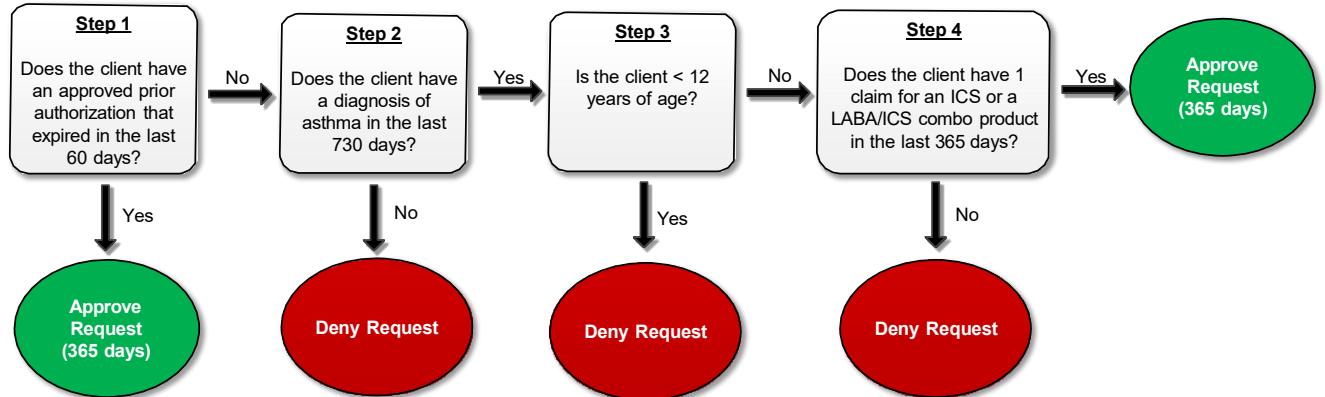 Step 1
Does the client have
an approved prior
authorization that
expired in the last
60 days?
No
Yes
Approve
Request
(365 days)
Step 2
Does the client have
a diagnosis of
asthma in the last
730 days?
Yes
No
Deny Request
Step 3
Is the client < 12
years of age?
No
Yes
Deny Request
Step 4
Does the client have 1
claim for an ICS or a
LABA/ICS combo product
in the last 365 days?
Yes
No
Deny Request
Approve
Request
(365 days)